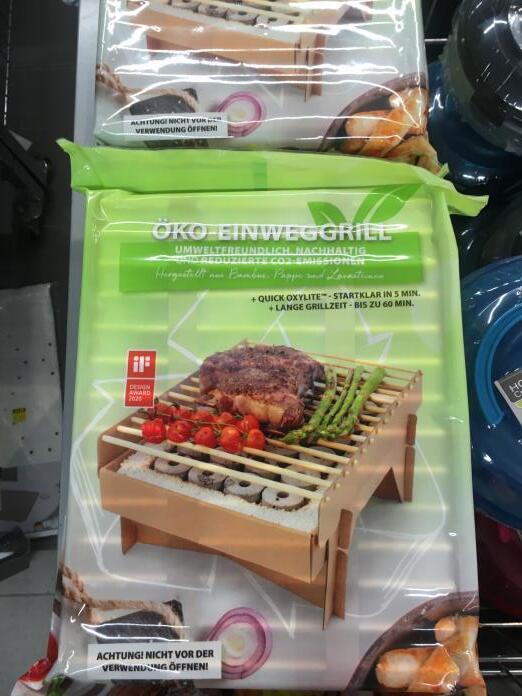 ACHTUNG! NICHT VOR DER
VERWENDUNG ÖFFNEN!
ÖKO-EINWEGGRILL
UMWELTFREUNDLICH, NACHHALTIG
UND REDUZIERTE CO2-EMISSIONEN
Hergestellt aus Bambus, Pappe und Lavasteinen
+ QUICK OXYLITE™ - STARTKLAR IN 5 MIN.
+ LANGE GRILLZEIT - BIS ZU 60 MIN.
iF
DESIGN
AWARD
2020
ACHTUNG! NICHT VOR DER
VERWENDUNG ÖFFNEN!